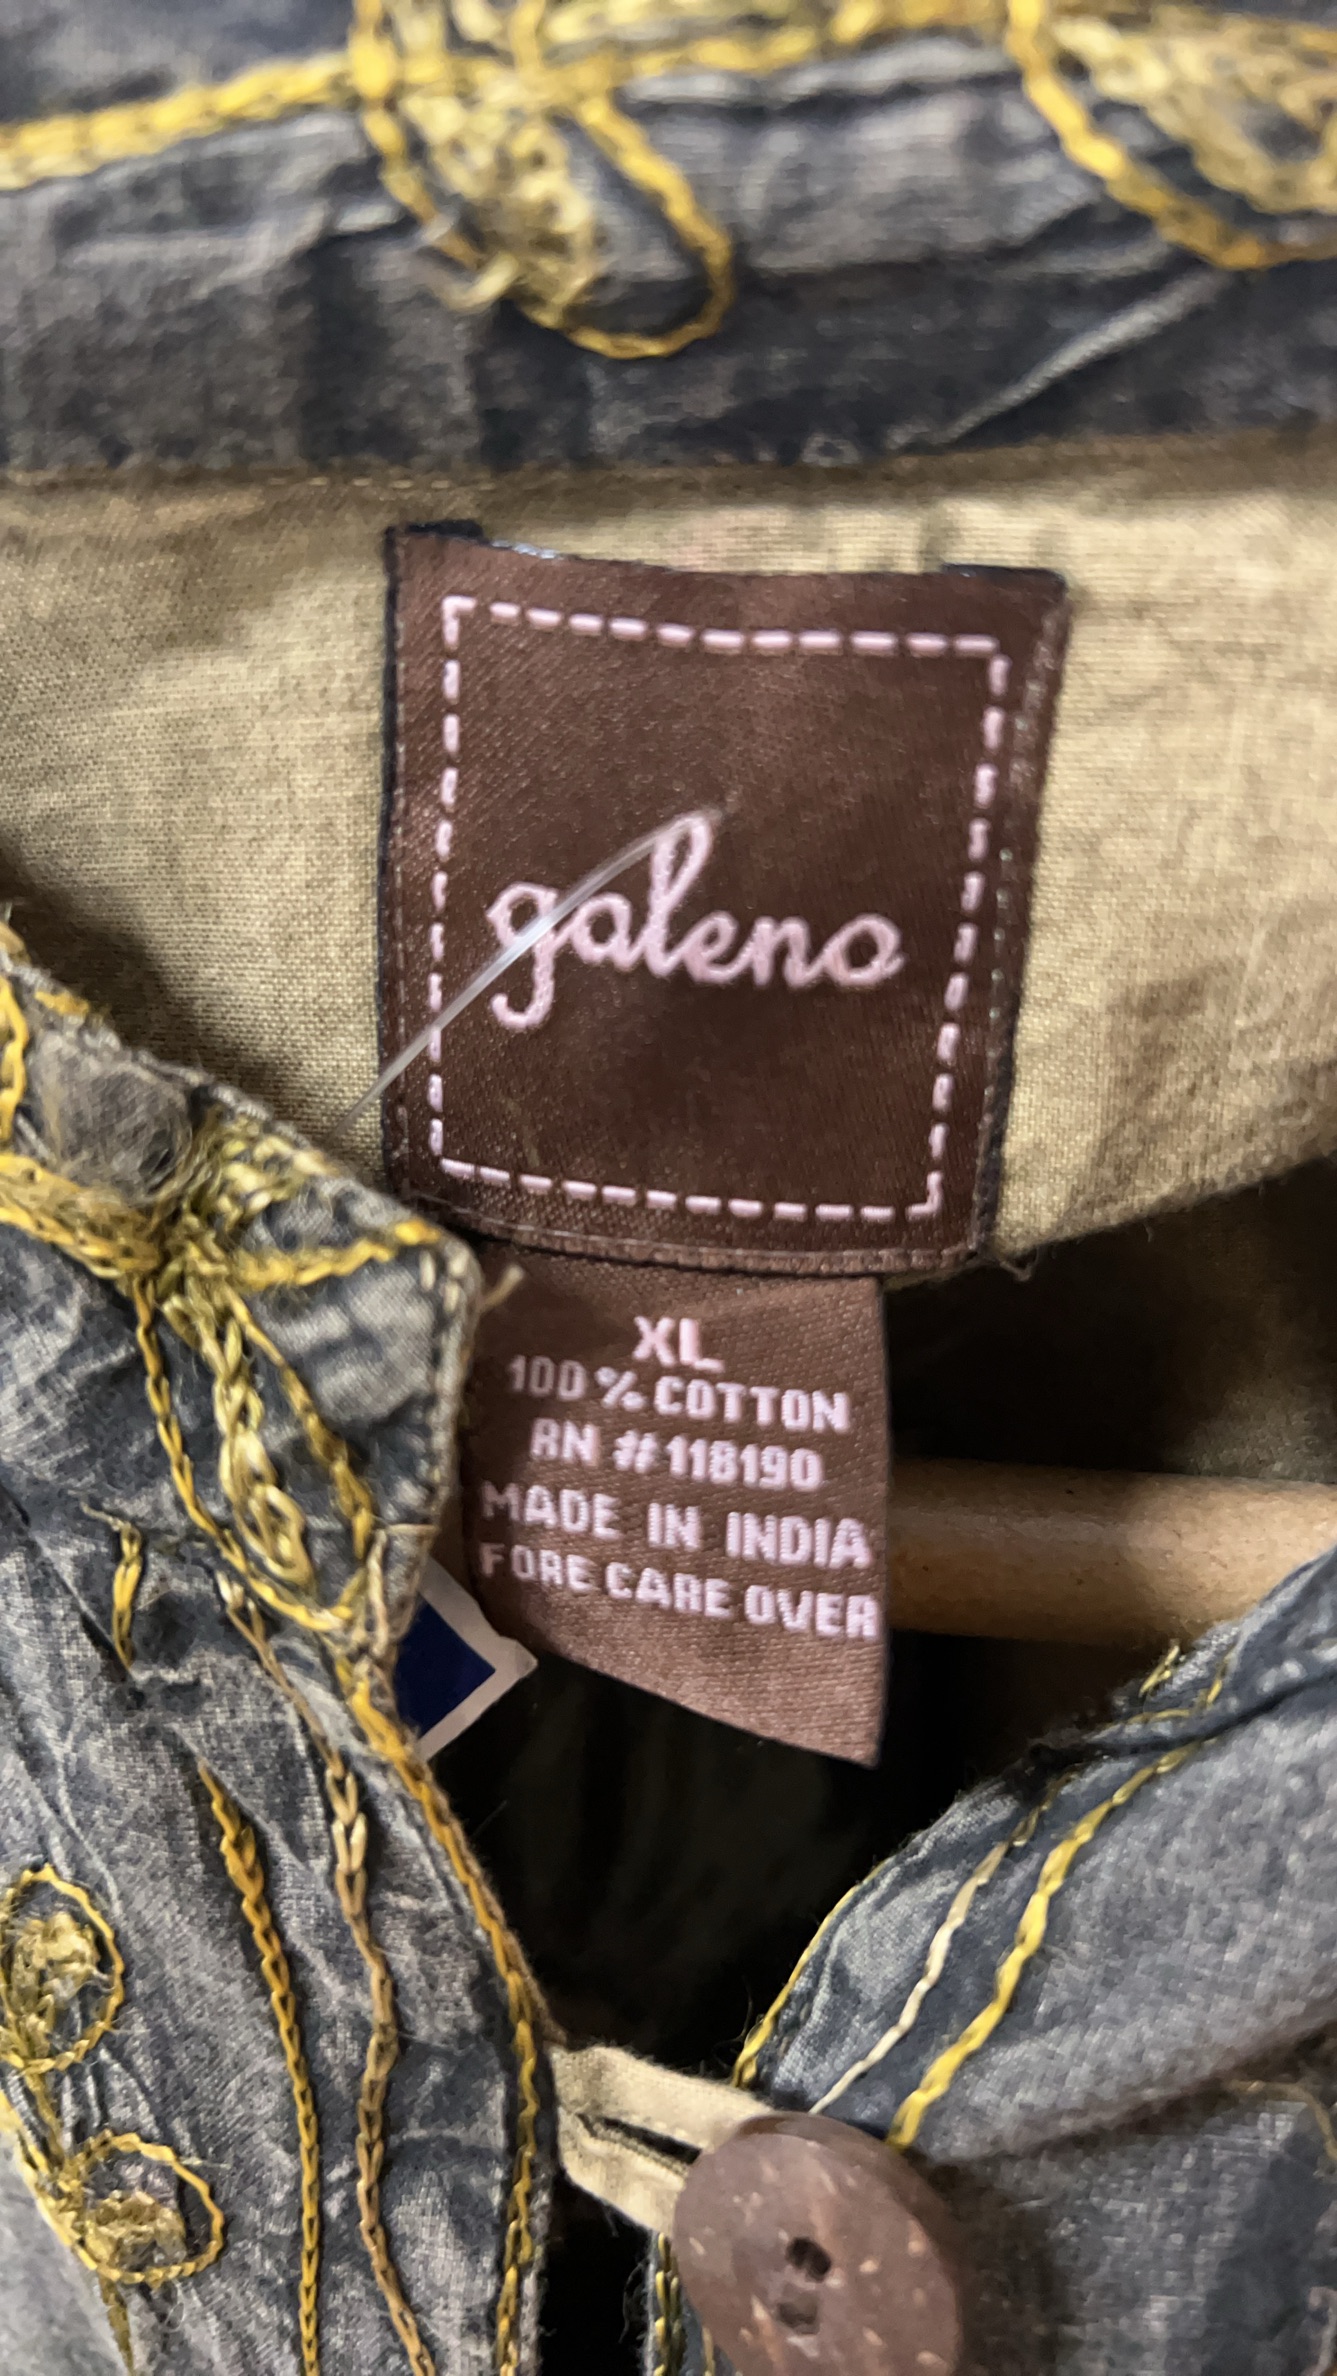 galeno
XL
100 % COTTON
RN # 118190
MADE IN INDIA
FORE CARE OVER